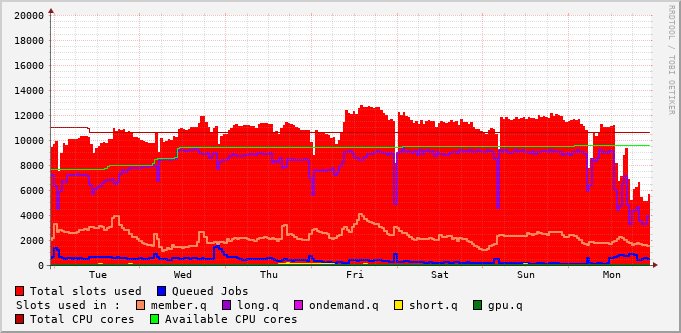 20000
18000
16000
14000
12000
10000
8000
6000
4000
2000
0
Tue Wed Thu Fri Sat Sun Mon
RRDTOOL / TOBI OETIKER
Total slots used Queued Jobs
Slots used in : member.q long.q ondemand.q short.q gpu.q
Total CPU cores Available CPU cores